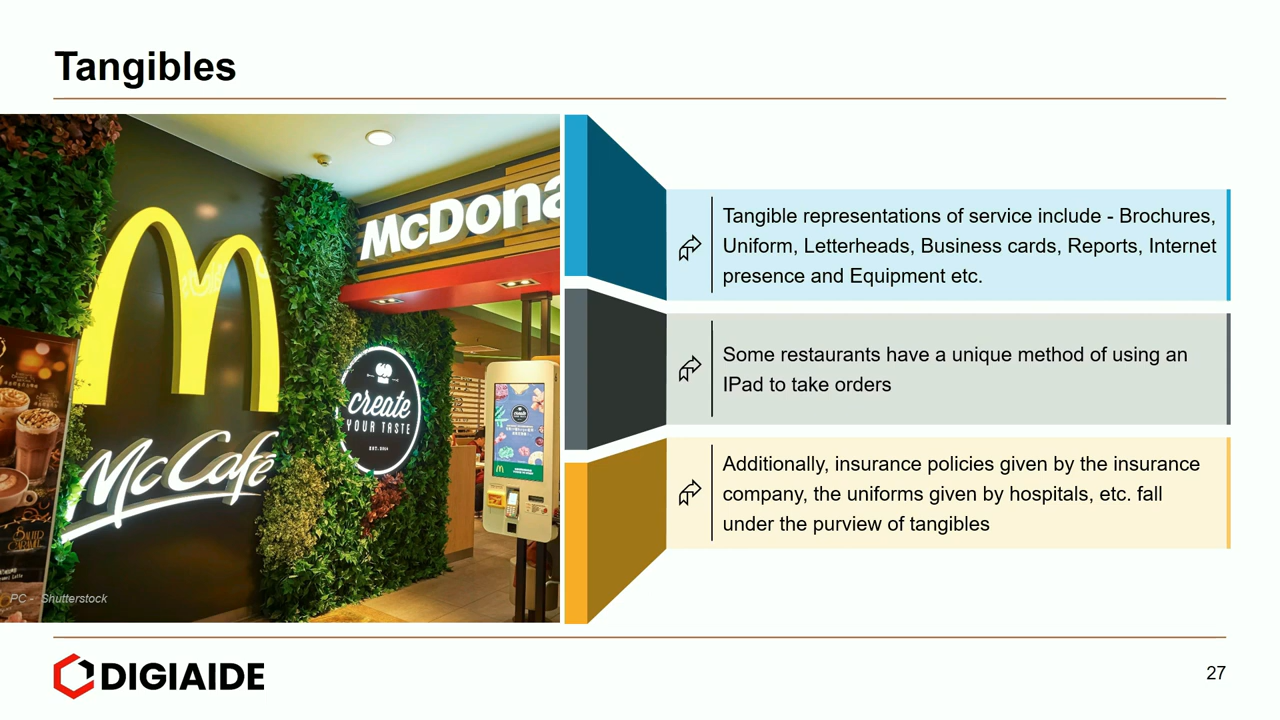 Tangibles
McDona
McCafé
create
YOUR TASTE
Tangible representations of service include - Brochures,
Uniform, Letterheads, Business cards, Reports, Internet
presence and Equipment etc.
Some restaurants have a unique method of using an
IPad to take orders
Additionally, insurance policies given by the insurance
company, the uniforms given by hospitals, etc. fall
under the purview of tangibles
PC - Shutterstock
DIGIAIDE
27